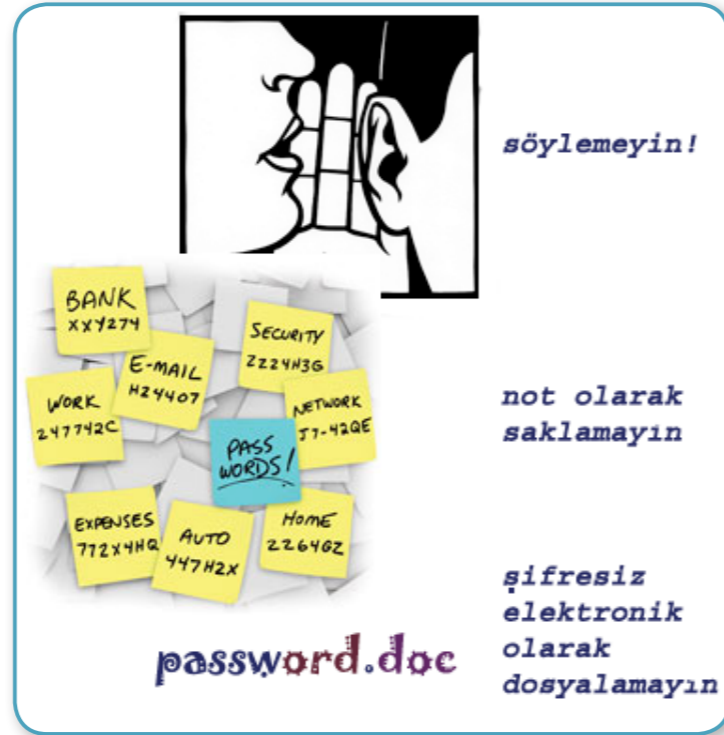 söylemeyin!
BANK
XXY274
SECURITY
ZZ24H3G
E-MAIL
H24407
WORK
247742C
NETWORK
J7-42QE
PASS
WORDS!
EXPENSES
772X4HQ
AUTO
447H2X
HOME
2264GZ
not olarak
saklamayın
şifresiz
elektronik
olarak
dosyalamayın
password.doc